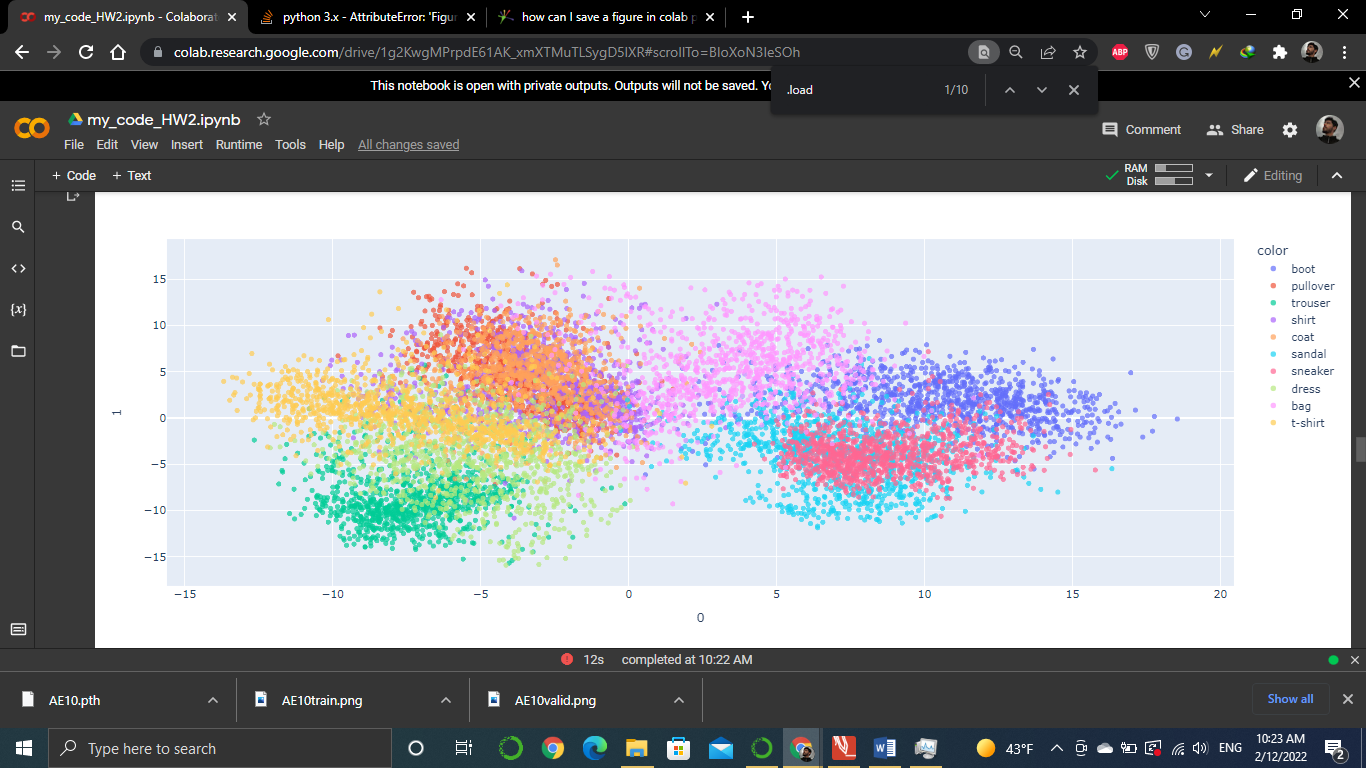 my_code_HW2.ipynb - Colaborat
python 3.x - AttributeError: 'Figur
how can I save a figure in colab p
colab.research.google.com/drive/1g2KwgMPrpdE61AK_xmXTMuTLSygD5IXR#scrollTo=BIoXoN3IeSOh
ABP
This notebook is open with private outputs. Outputs will not be saved. Yo
.load
1/10
my_code_HW2.ipynb
File Edit View Insert Runtime Tools Help All changes saved
Comment
Share
+ Code + Text
RAM
Disk
Editing
{x}
color
boot
pullover
trouser
shirt
coat
sandal
sneaker
dress
bag
t-shirt
15
10
5
0
−5
−10
−15
1
−15 −10 −5 0 5 10 15 20
0
12s completed at 10:22 AM
AE10.pth
AE10train.png
AE10valid.png
Show all
Type here to search
43°F
ENG
10:23 AM
2/12/2022
2